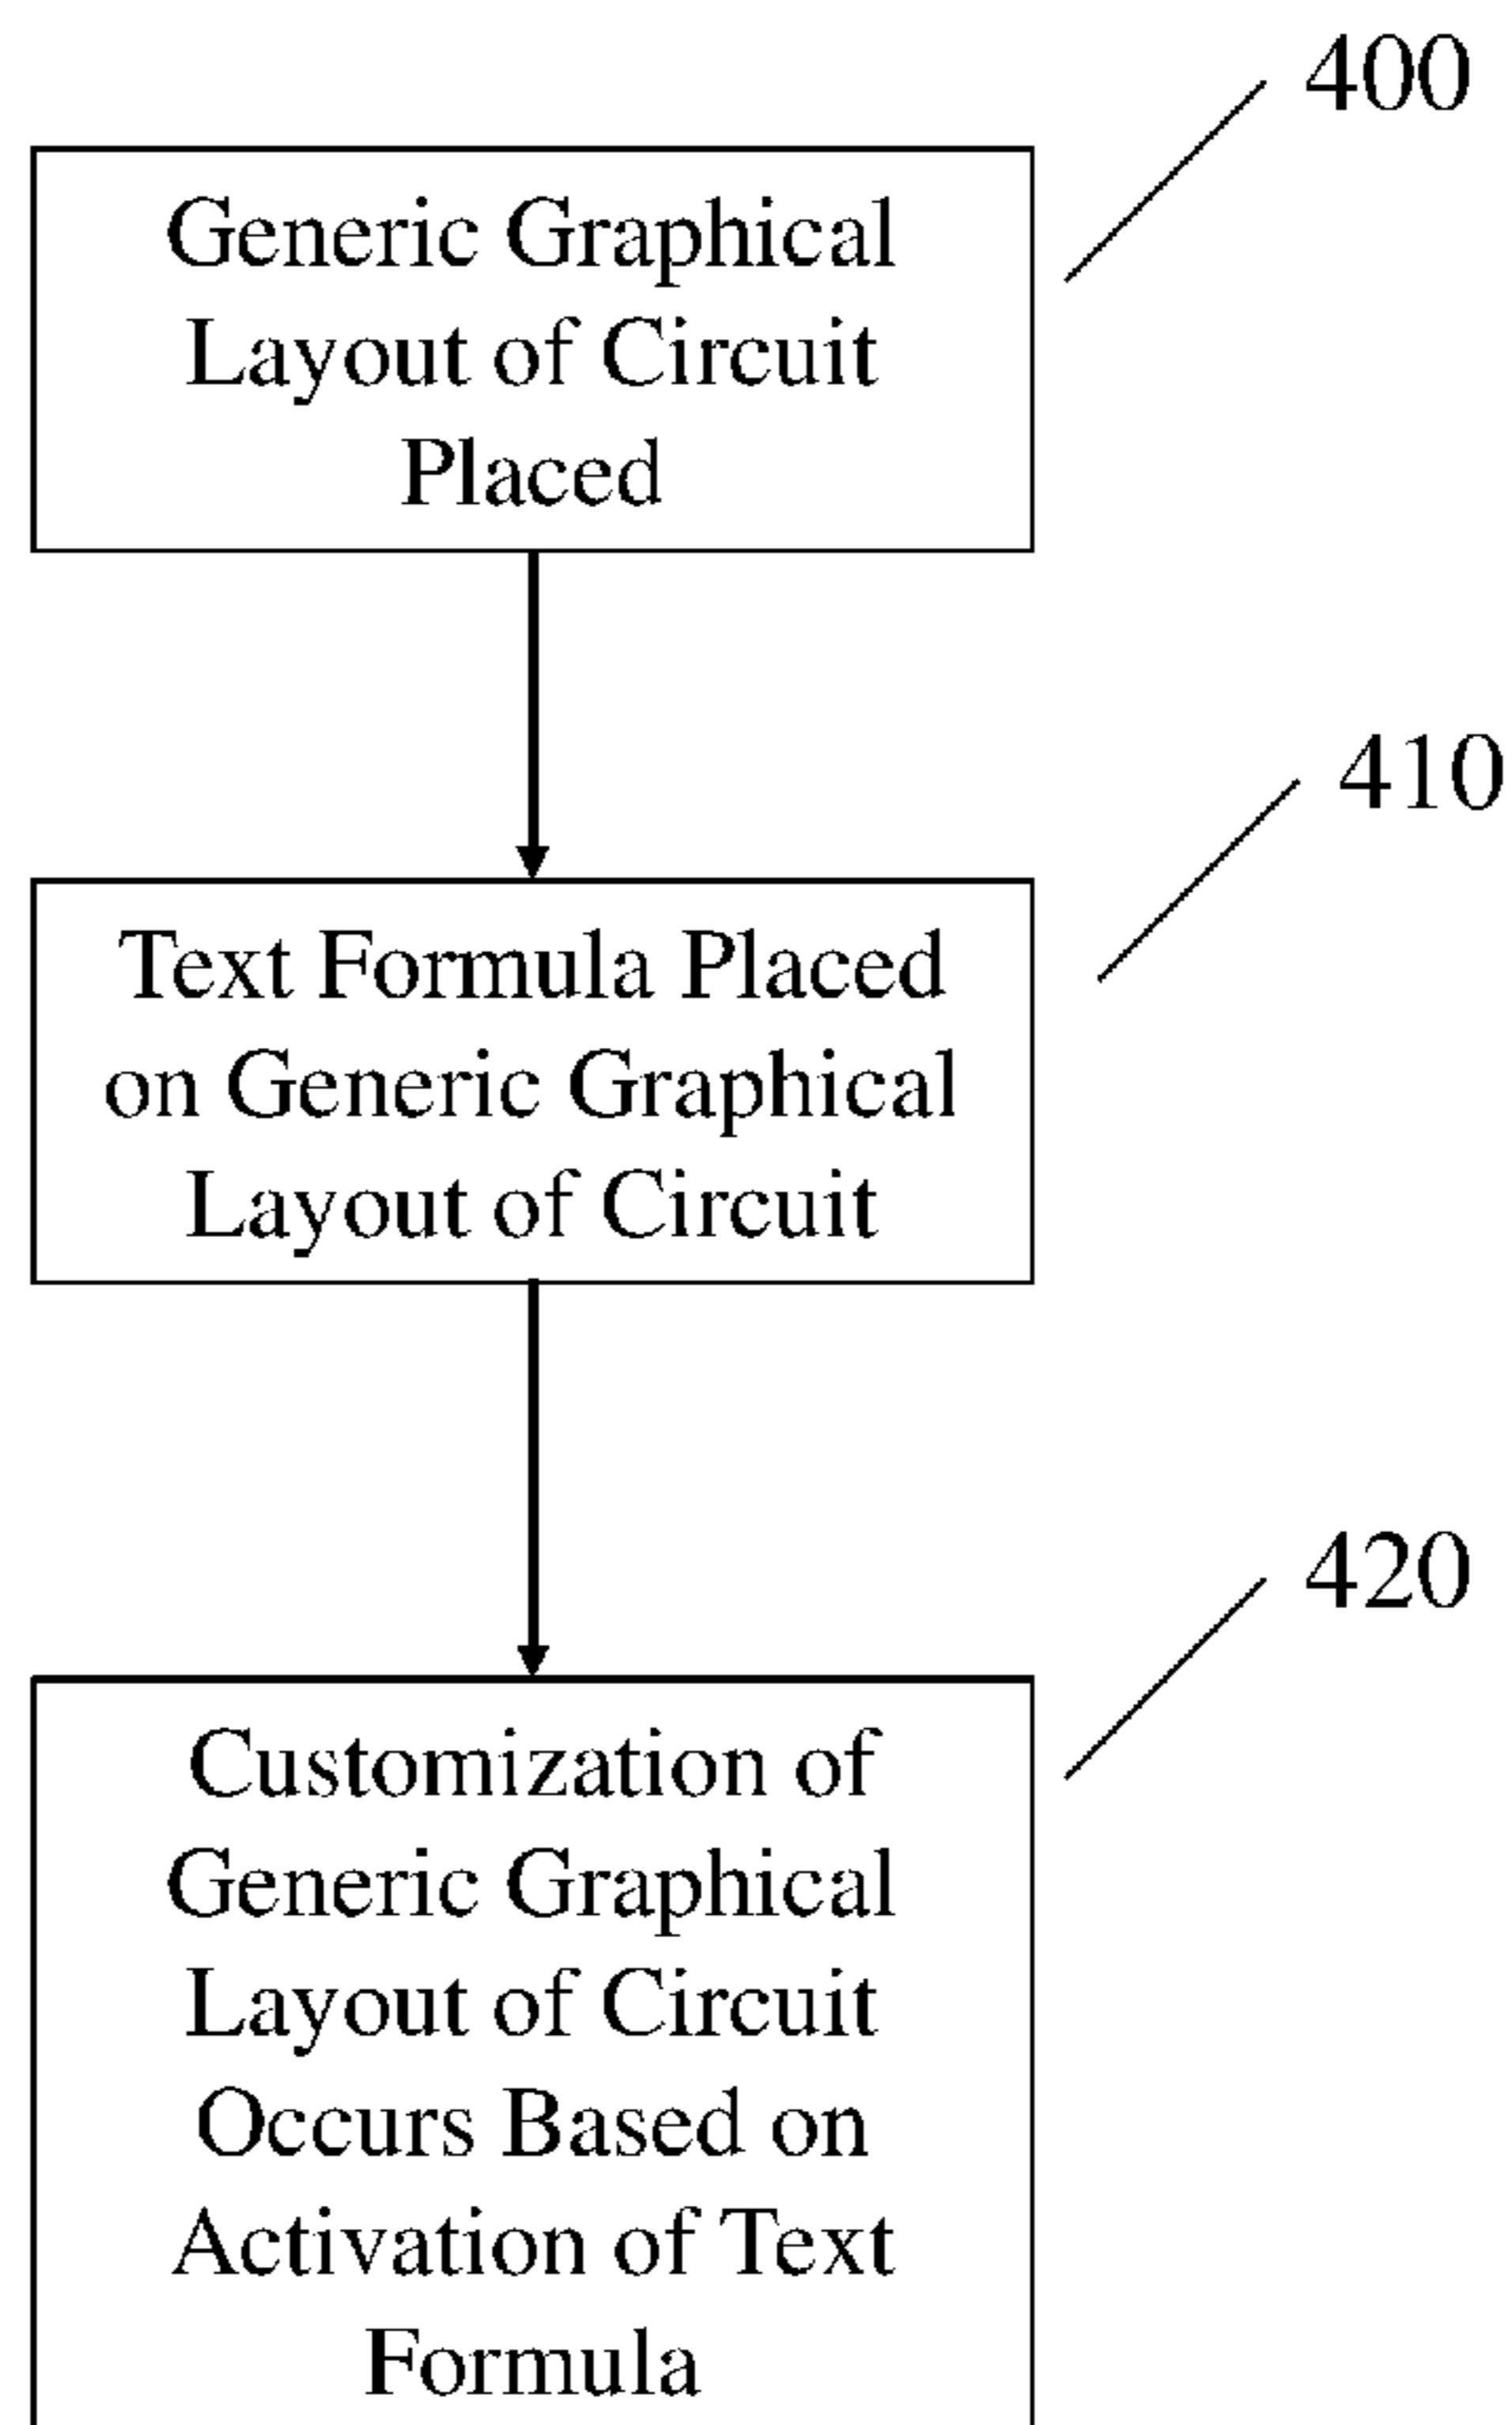 400
Generic Graphical
Layout of Circuit
Placed
410
Text Formula Placed
on Generic Graphical
Layout of Circuit
420
Customization of
Generic Graphical
Layout of Circuit
Occurs Based on
Activation of Text
Formula